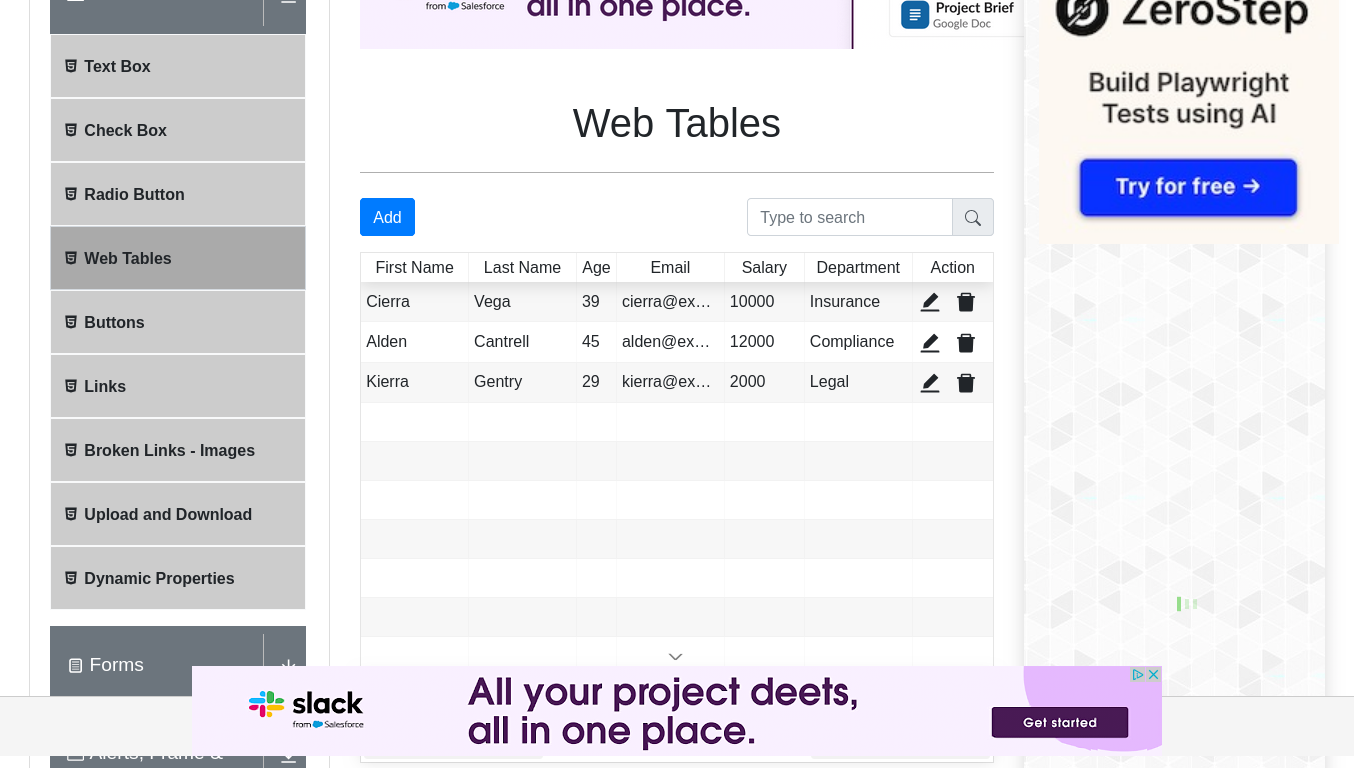 from Salesforce
all in one place.
Project Brief
Google Doc
ZeroStep
Build Playwright
Tests using AI
Try for free →
Text Box
Check Box
Radio Button
Web Tables
Buttons
Links
Broken Links - Images
Upload and Download
Dynamic Properties
Forms
Alerts, Frame &
Web Tables
Add
Type to search
First Name Last Name Age Email Salary Department Action
Cierra Vega 39 cierra@ex… 10000 Insurance
Alden Cantrell 45 alden@ex… 12000 Compliance
Kierra Gentry 29 kierra@ex… 2000 Legal
slack
from Salesforce
All your project deets,
all in one place.
Get started